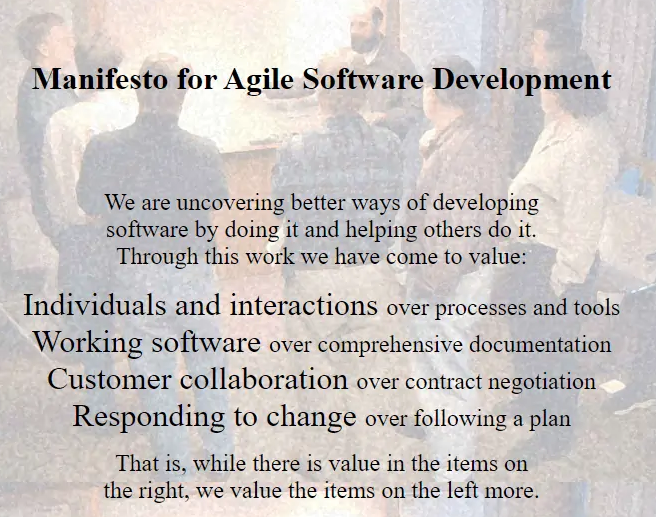 Manifesto for Agile Software Development
We are uncovering better ways of developing
software by doing it and helping others do it.
Through this work we have come to value:
Individuals and interactions over processes and tools
Working software over comprehensive documentation
Customer collaboration over contract negotiation
Responding to change over following a plan
That is, while there is value in the items on
the right, we value the items on the left more.